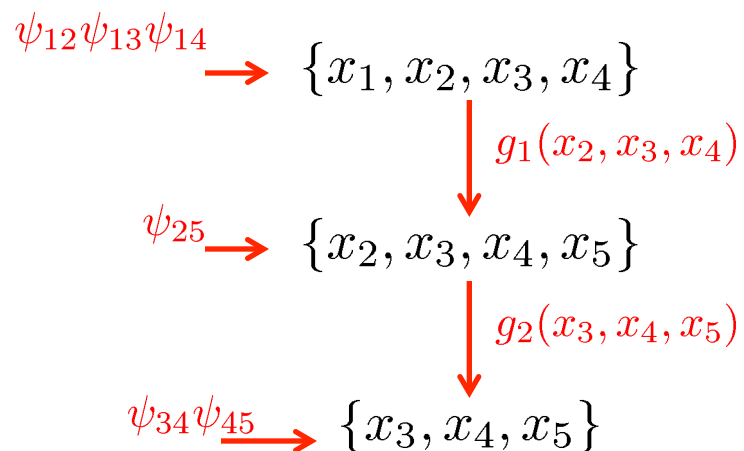 ψ₁₂ψ₁₃ψ₁₄
{x₁, x₂, x₃, x₄}
g₁(x₂, x₃, x₄)
ψ₂₅
{x₂, x₃, x₄, x₅}
g₂(x₃, x₄, x₅)
ψ₃₄ψ₄₅
{x₃, x₄, x₅}